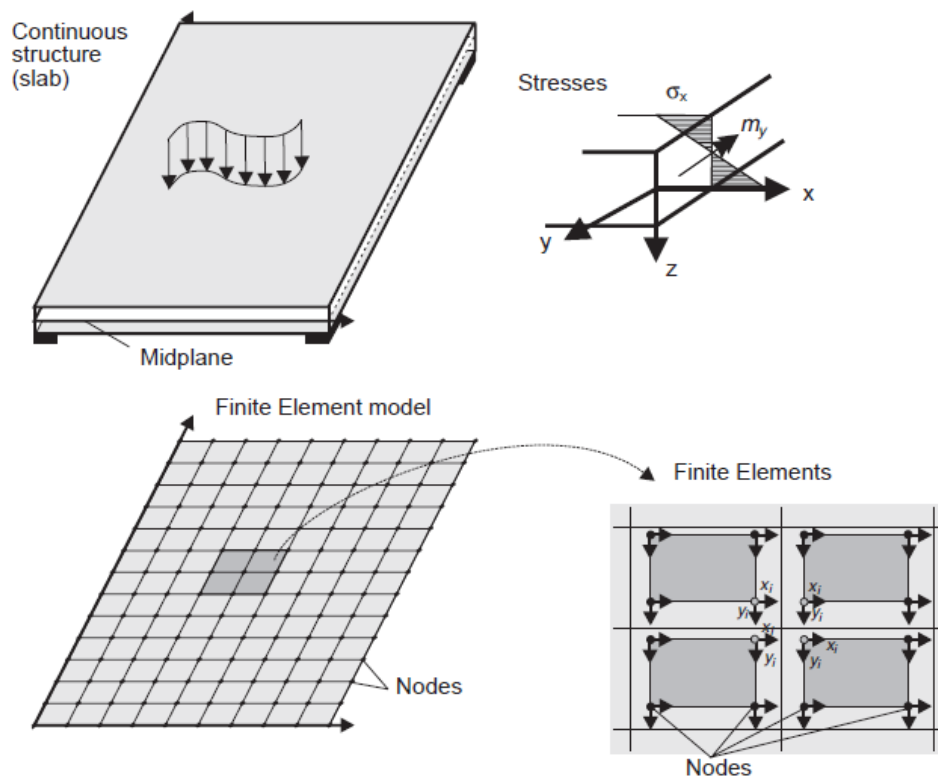 Continuous
structure
(slab)
Stresses
σx
my
x
y
z
Midplane
Finite Element model
Finite Elements
xi
xi
yi
yi
xi
xi
yi
yi
Nodes
Nodes